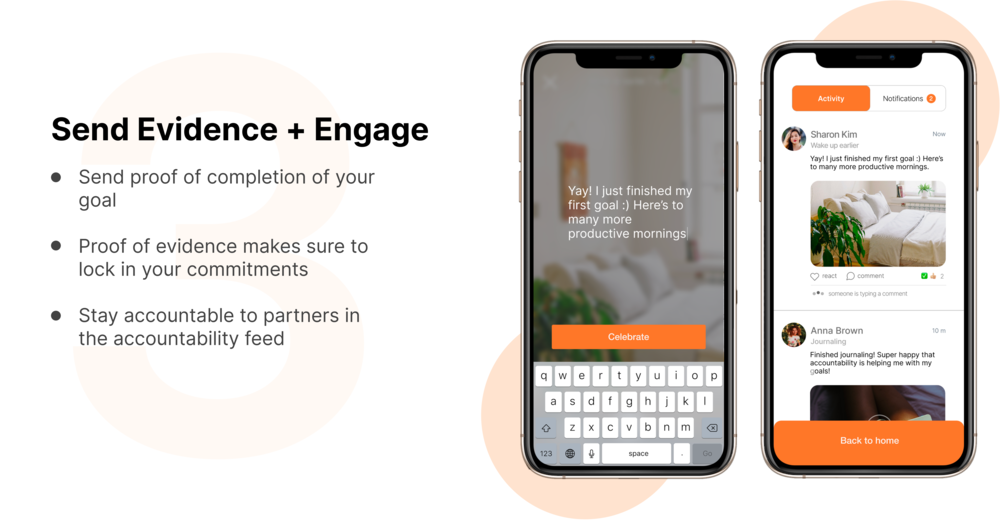 3
Send Evidence + Engage
Send proof of completion of your
goal
Proof of evidence makes sure to
lock in your commitments
Stay accountable to partners in
the accountability feed
Yay! I just finished my
first goal :) Here's to
many more
productive mornings
Celebrate
q w e r t y u i o p
a s d f g h j k l
z x c v b n m
123 space . Go
Activity
Notifications 2
Sharon Kim Now
Wake up earlier
Yay! I just finished my first goal :) Here's
to many more productive mornings.
react comment 2
someone is typing a comment
Anna Brown 10 m
Journaling
Finished journaling! Super happy that
accountability is helping me with my
goals!
Back to home